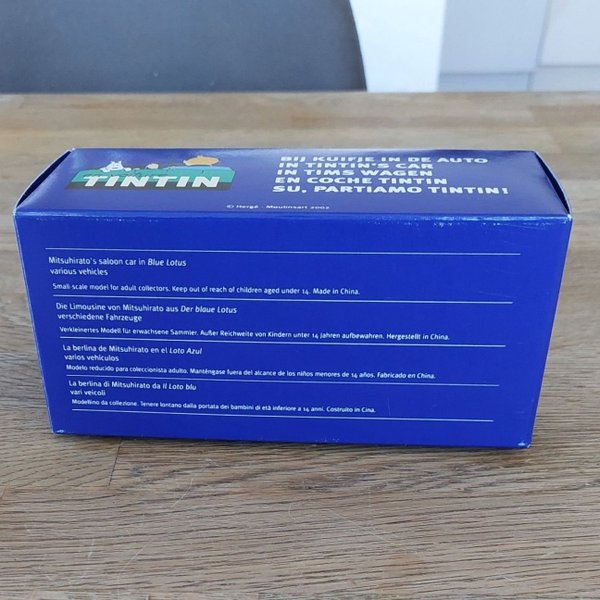 TINTIN
BIJ KUIFJE IN DE AUTO
IN TINTIN'S CAR
IN TIMS WAGEN
EN COCHE TINTIN
SU, PARTIAMO TINTIN!
© Hergé - Moulinsart 2002
Mitsuhirato's saloon car in Blue Lotus
various vehicles
Small-scale model for adult collectors. Keep out of reach of children aged under 14. Made in China.
Die Limousine von Mitsuhirato aus Der blaue Lotus
verschiedene Fahrzeuge
Verkleinertes Modell für erwachsene Sammler. Außer Reichweite von Kindern unter 14 Jahren aufbewahren. Hergestellt in China.
La berlina de Mitsuhirato en el Loto Azul
varios vehículos
Modelo reducido para coleccionista adulto. Manténgase fuera del alcance de los niños menores de 14 años. Fabricado en China.
La berlina di Mitsuhirato da Il Loto blu
vari veicoli
Modellino da collezione. Tenere lontano dalla portata dei bambini di età inferiore a 14 anni. Costruito in Cina.